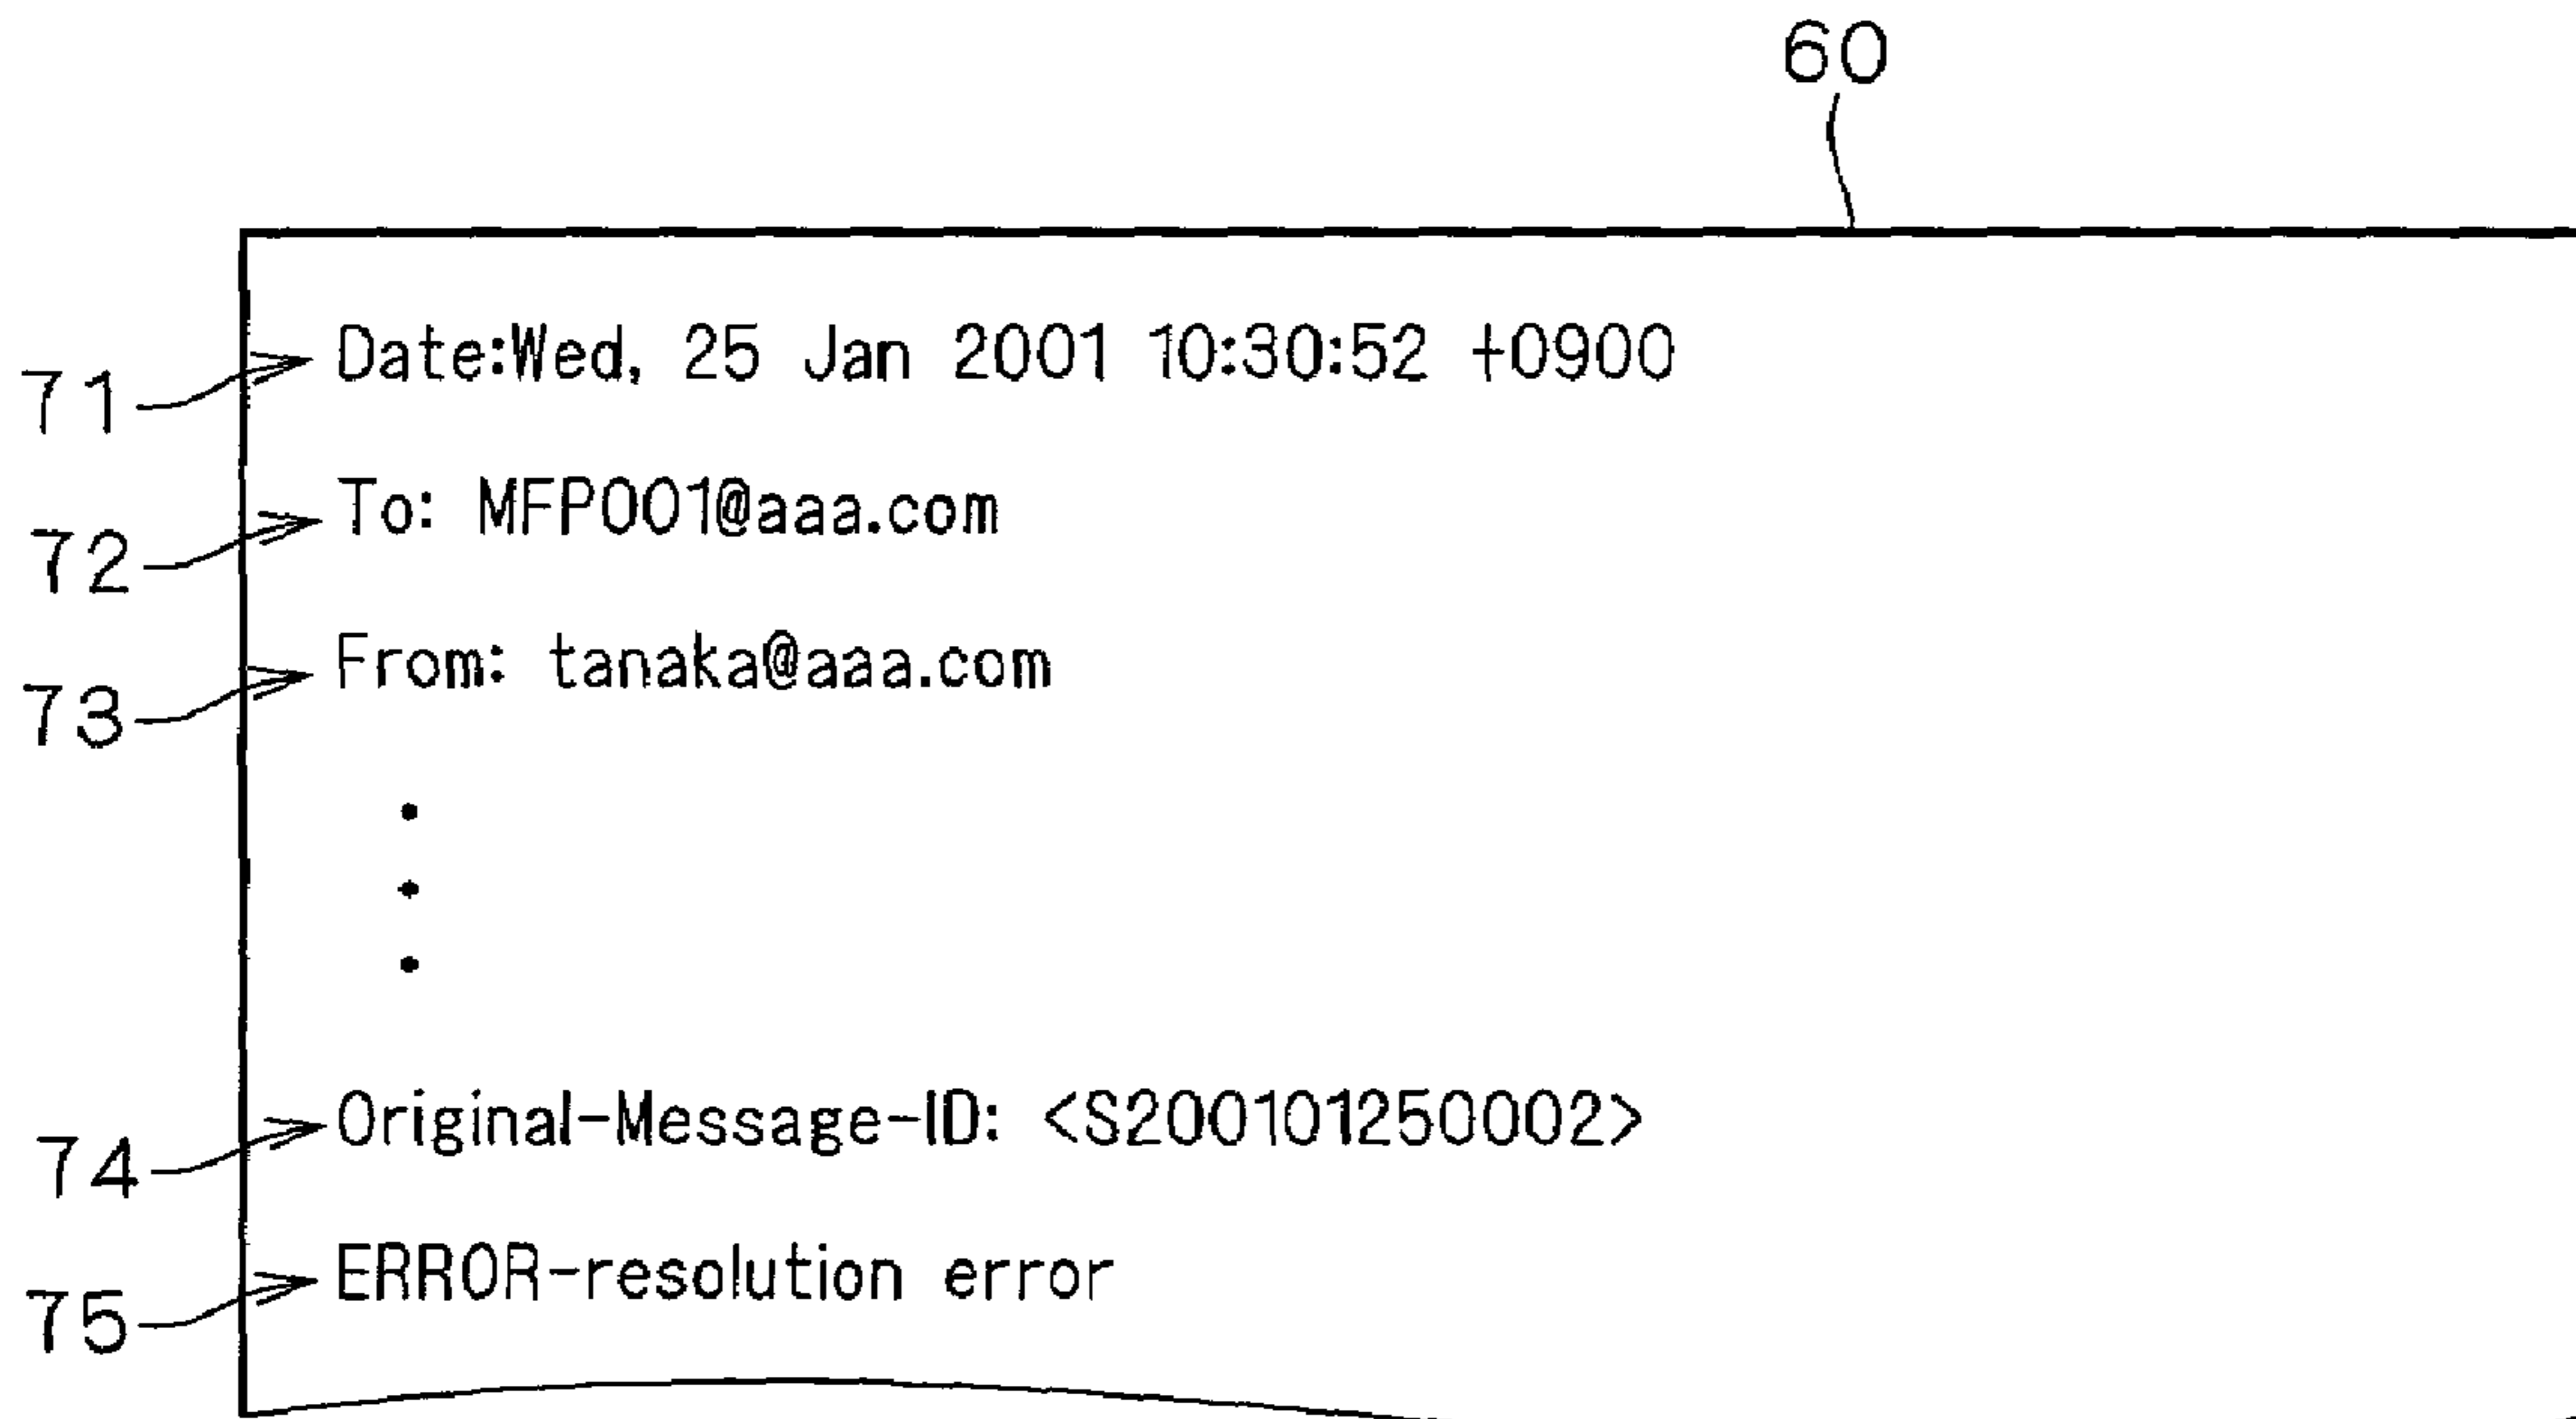 60
71 Date:Wed, 25 Jan 2001 10:30:52 +0900
72 To: MFP001@aaa.com
73 From: tanaka@aaa.com
74 Original-Message-ID: <S200101250002>
75 ERROR-resolution error